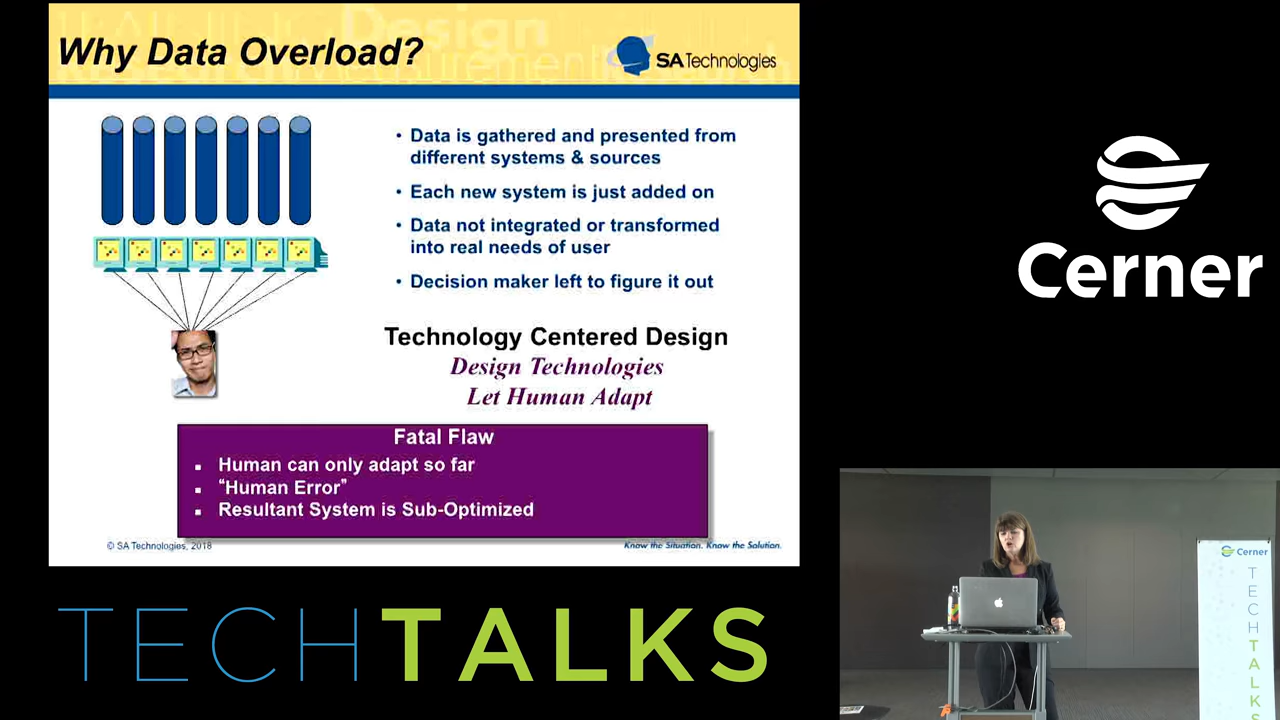 Why Data Overload?
SA Technologies
• Data is gathered and presented from
different systems & sources
• Each new system is just added on
• Data not integrated or transformed
into real needs of user
• Decision maker left to figure it out
Technology Centered Design
Design Technologies
Let Human Adapt
Fatal Flaw
▪ Human can only adapt so far
▪ “Human Error”
▪ Resultant System is Sub-Optimized
© SA Technologies, 2018
Know the Situation. Know the Solution.
TECHTALKS
Cerner
Cerner
TECHTALKS